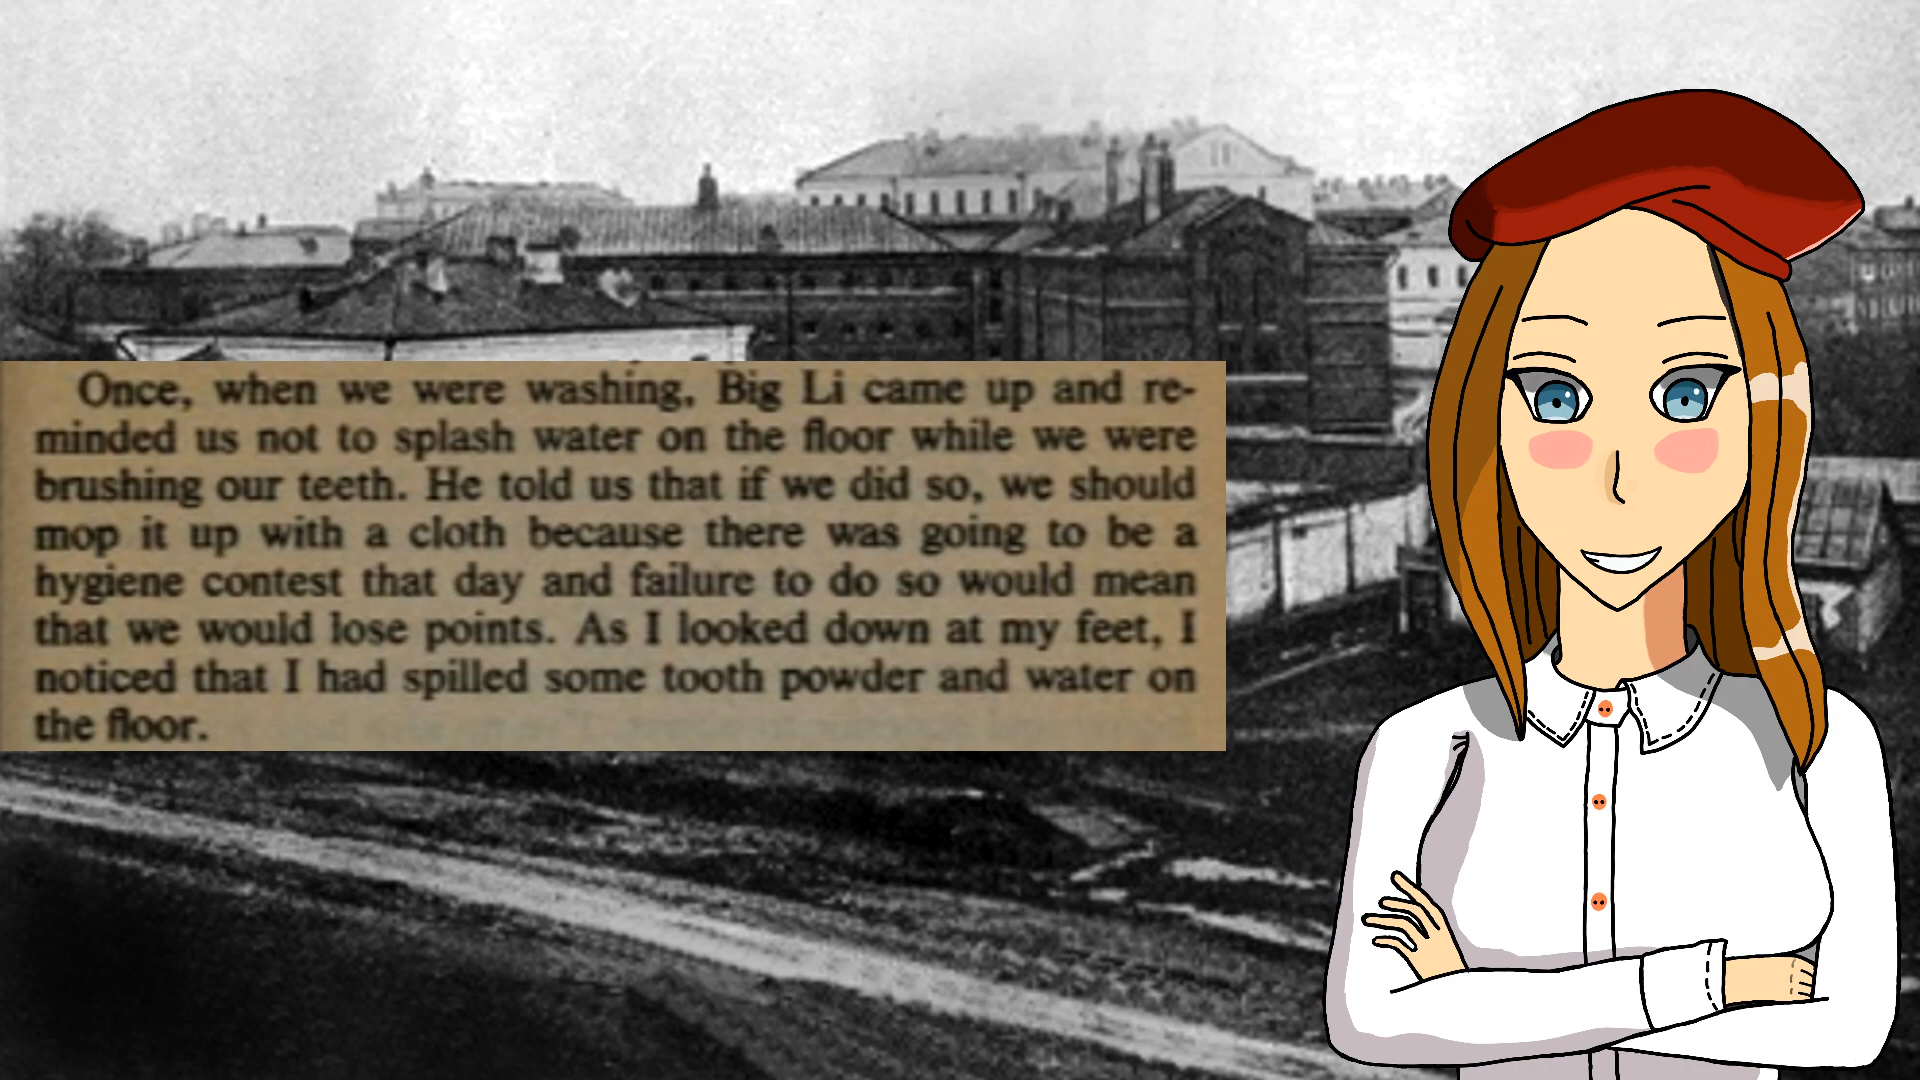 Once, when we were washing, Big Li came up and re-
minded us not to splash water on the floor while we were
brushing our teeth. He told us that if we did so, we should
mop it up with a cloth because there was going to be a
hygiene contest that day and failure to do so would mean
that we would lose points. As I looked down at my feet, I
noticed that I had spilled some tooth powder and water on
the floor.